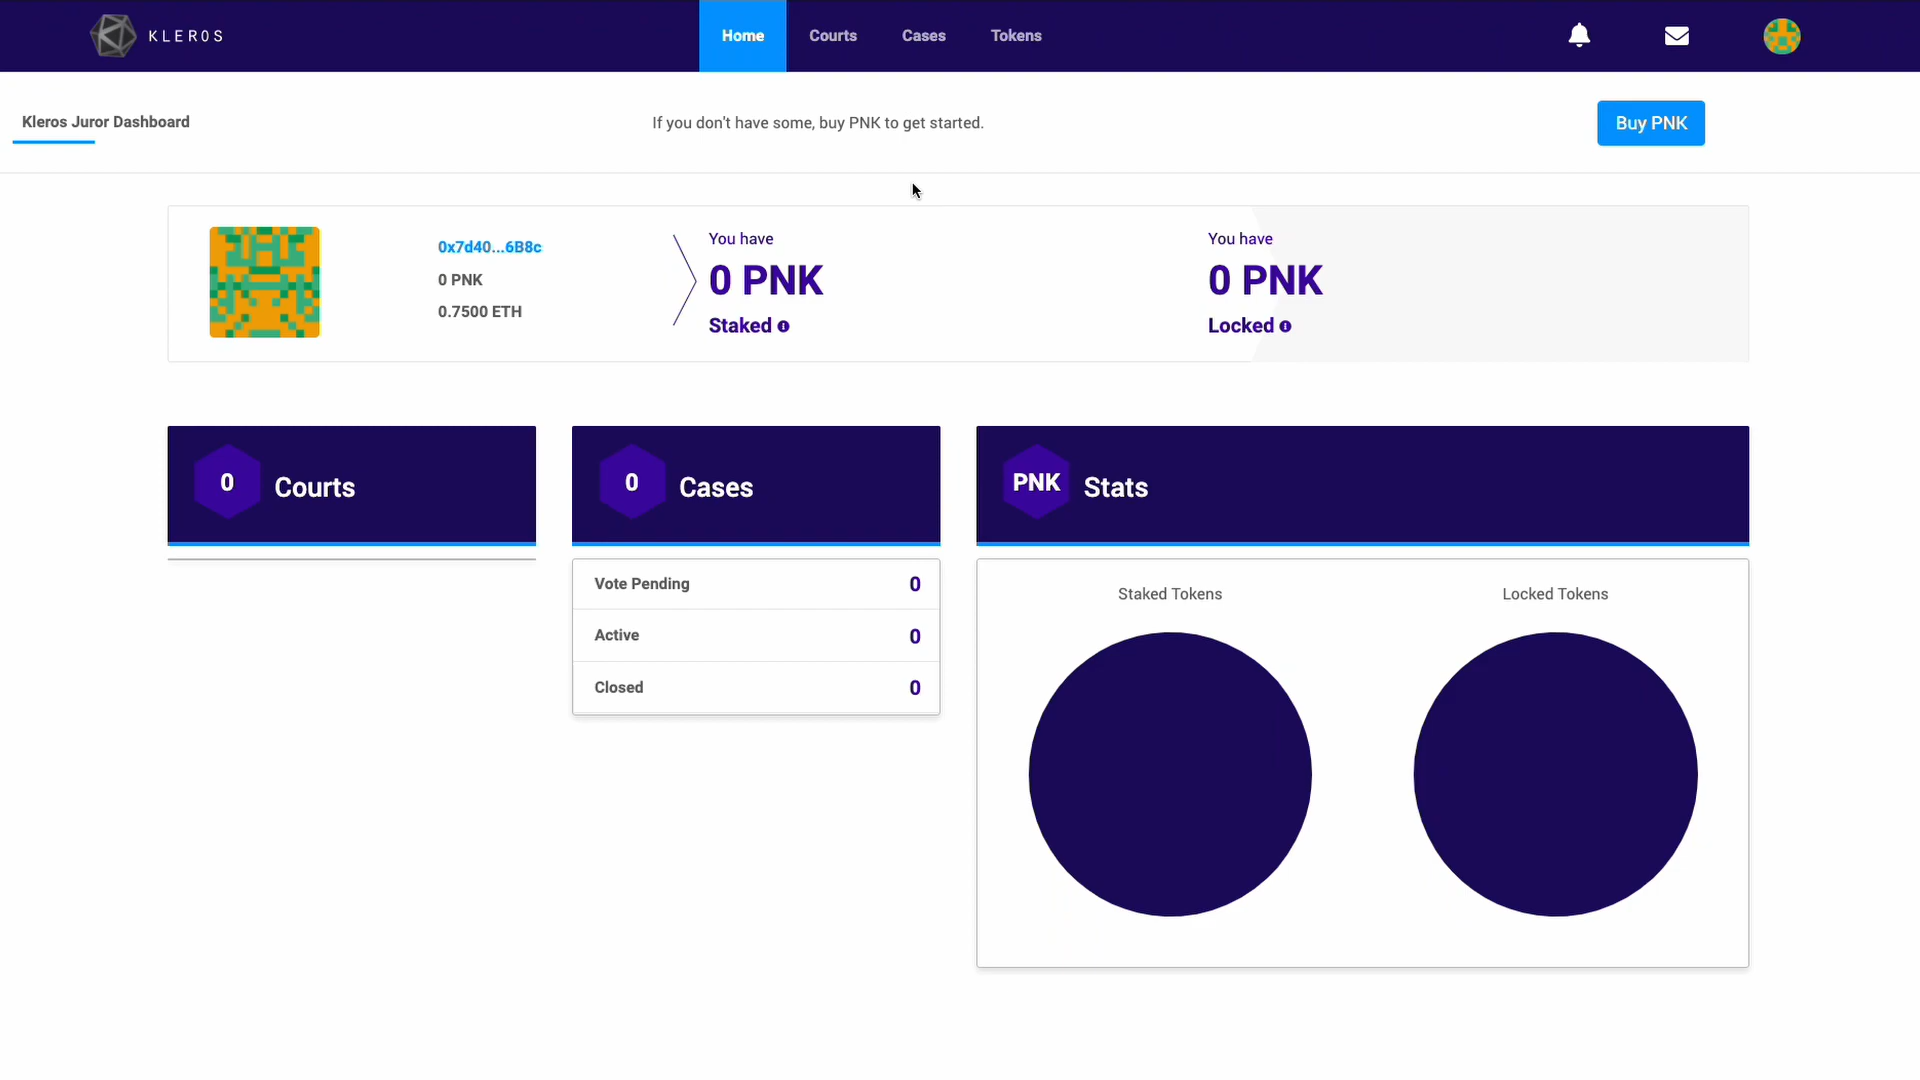 KLEROS
Home
Courts
Cases
Tokens
Kleros Juror Dashboard
If you don't have some, buy PNK to get started.
Buy PNK
0x7d40...6B8c
0 PNK
0.7500 ETH
You have
0 PNK
Staked
You have
0 PNK
Locked
0 Courts
0 Cases
Vote Pending 0
Active 0
Closed 0
PNK Stats
Staked Tokens
Locked Tokens